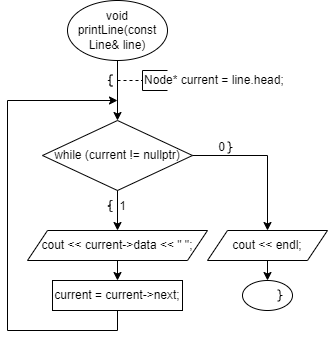 void
printLine(const
Line& line)
{
Node* current = line.head;
while (current != nullptr)
0 }
{ 1
cout << current->data << " ";
cout << endl;
current = current->next;
}